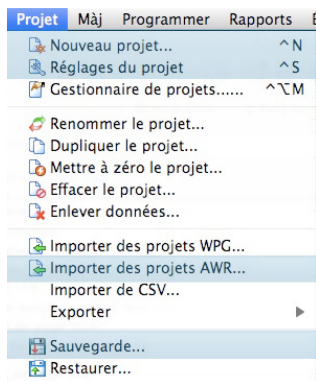 Projet Màj Programmer Rapports
Nouveau projet... ^N
Réglages du projet ^S
Gestionnaire de projets...... ^⌥M
Renommer le projet...
Dupliquer le projet...
Mettre à zéro le projet...
Effacer le projet...
Enlever données...
Importer des projets WPG...
Importer des projets AWR...
Importer de CSV...
Exporter
Sauvegarde...
Restaurer...